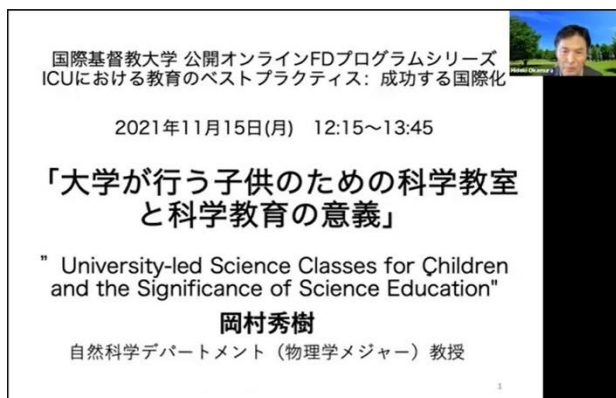 国際基督教大学 公開オンラインFDプログラムシリーズ
ICUにおける教育のベストプラクティス: 成功する国際化
2021年11月15日(月) 12:15〜13:45
「大学が行う子供のための科学教室
と科学教育の意義」
”University-led Science Classes for Children
and the Significance of Science Education"
岡村秀樹
自然科学デパートメント（物理学メジャー）教授
1
Hideki Okamura